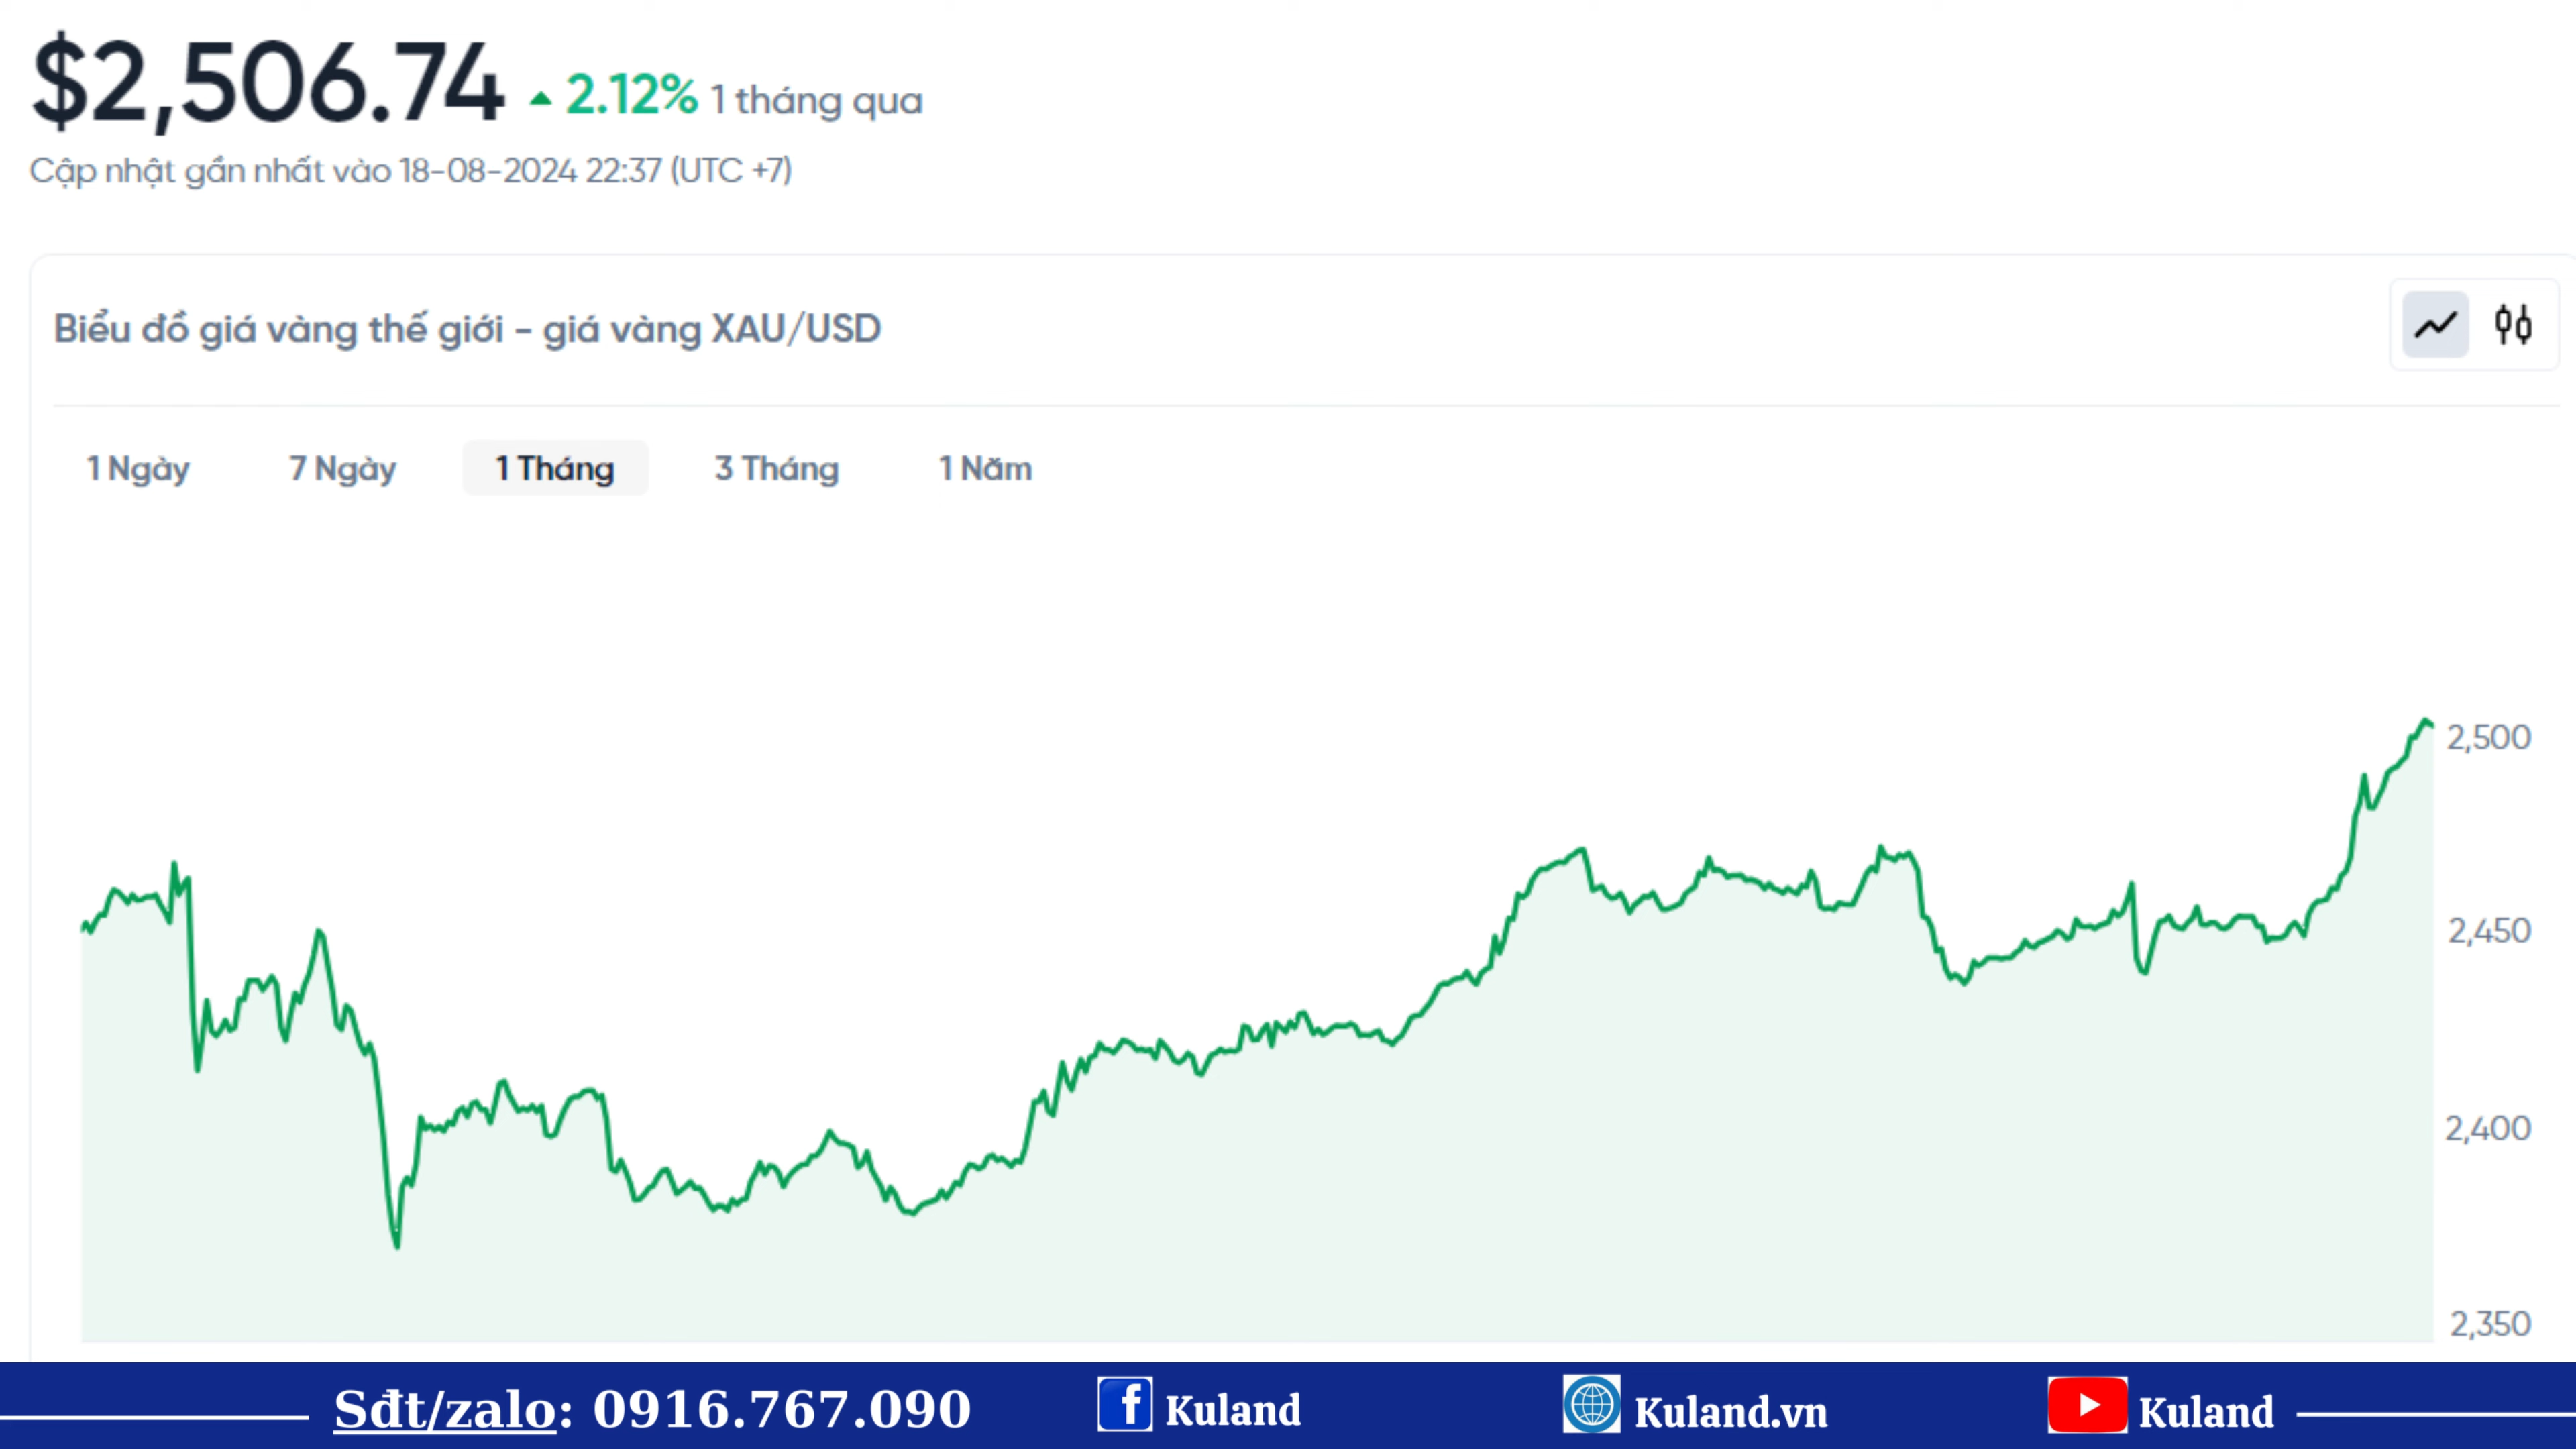 $2,506.74 ▲ 2.12% 1 tháng qua
Cập nhật gần nhất vào 18-08-2024 22:37 (UTC +7)
Biểu đồ giá vàng thế giới - giá vàng XAU/USD
1 Ngày 7 Ngày 1 Tháng 3 Tháng 1 Năm
2,500
2,450
2,400
2,350
Sđt/zalo: 0916.767.090 Kuland Kuland.vn Kuland